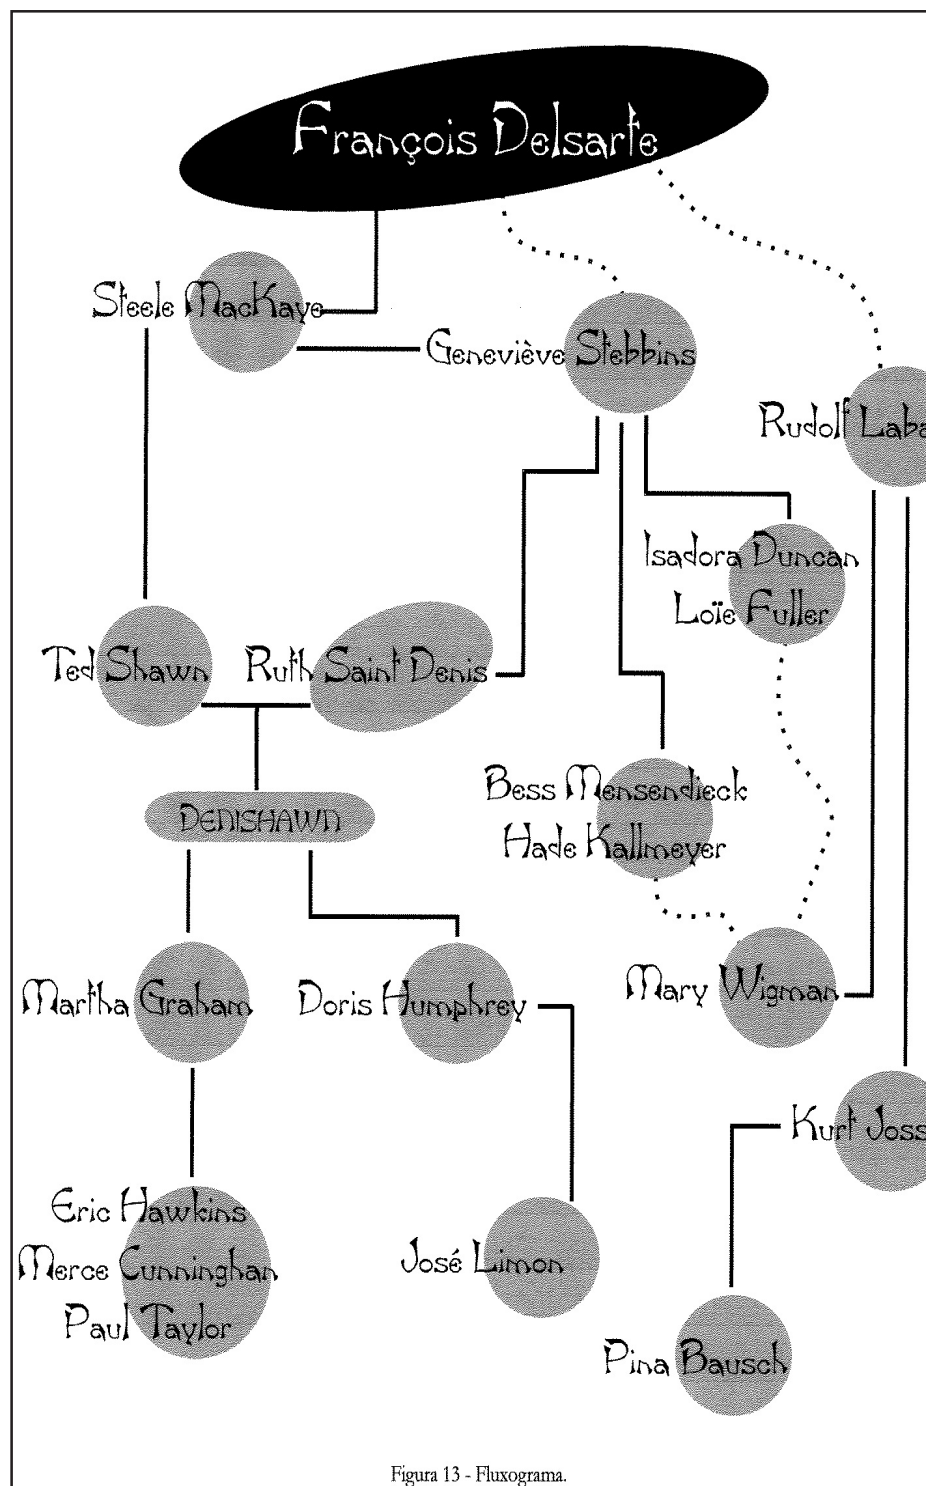 François Delsarte
Steele MacKaye
Geneviève Stebbins
Rudolf Laba
Isadora Duncan
Loïe Fuller
Ted Shawn
Ruth Saint Denis
Bess Mensendieck
Hade Kallmeyer
DENISHAWN
Martha Graham
Doris Humphrey
Mary Wigman
Kurt Joss
Eric Hawkins
Merce Cunninghan
Paul Taylor
José Limon
Pina Bausch
Figura 13 - Fluxograma.